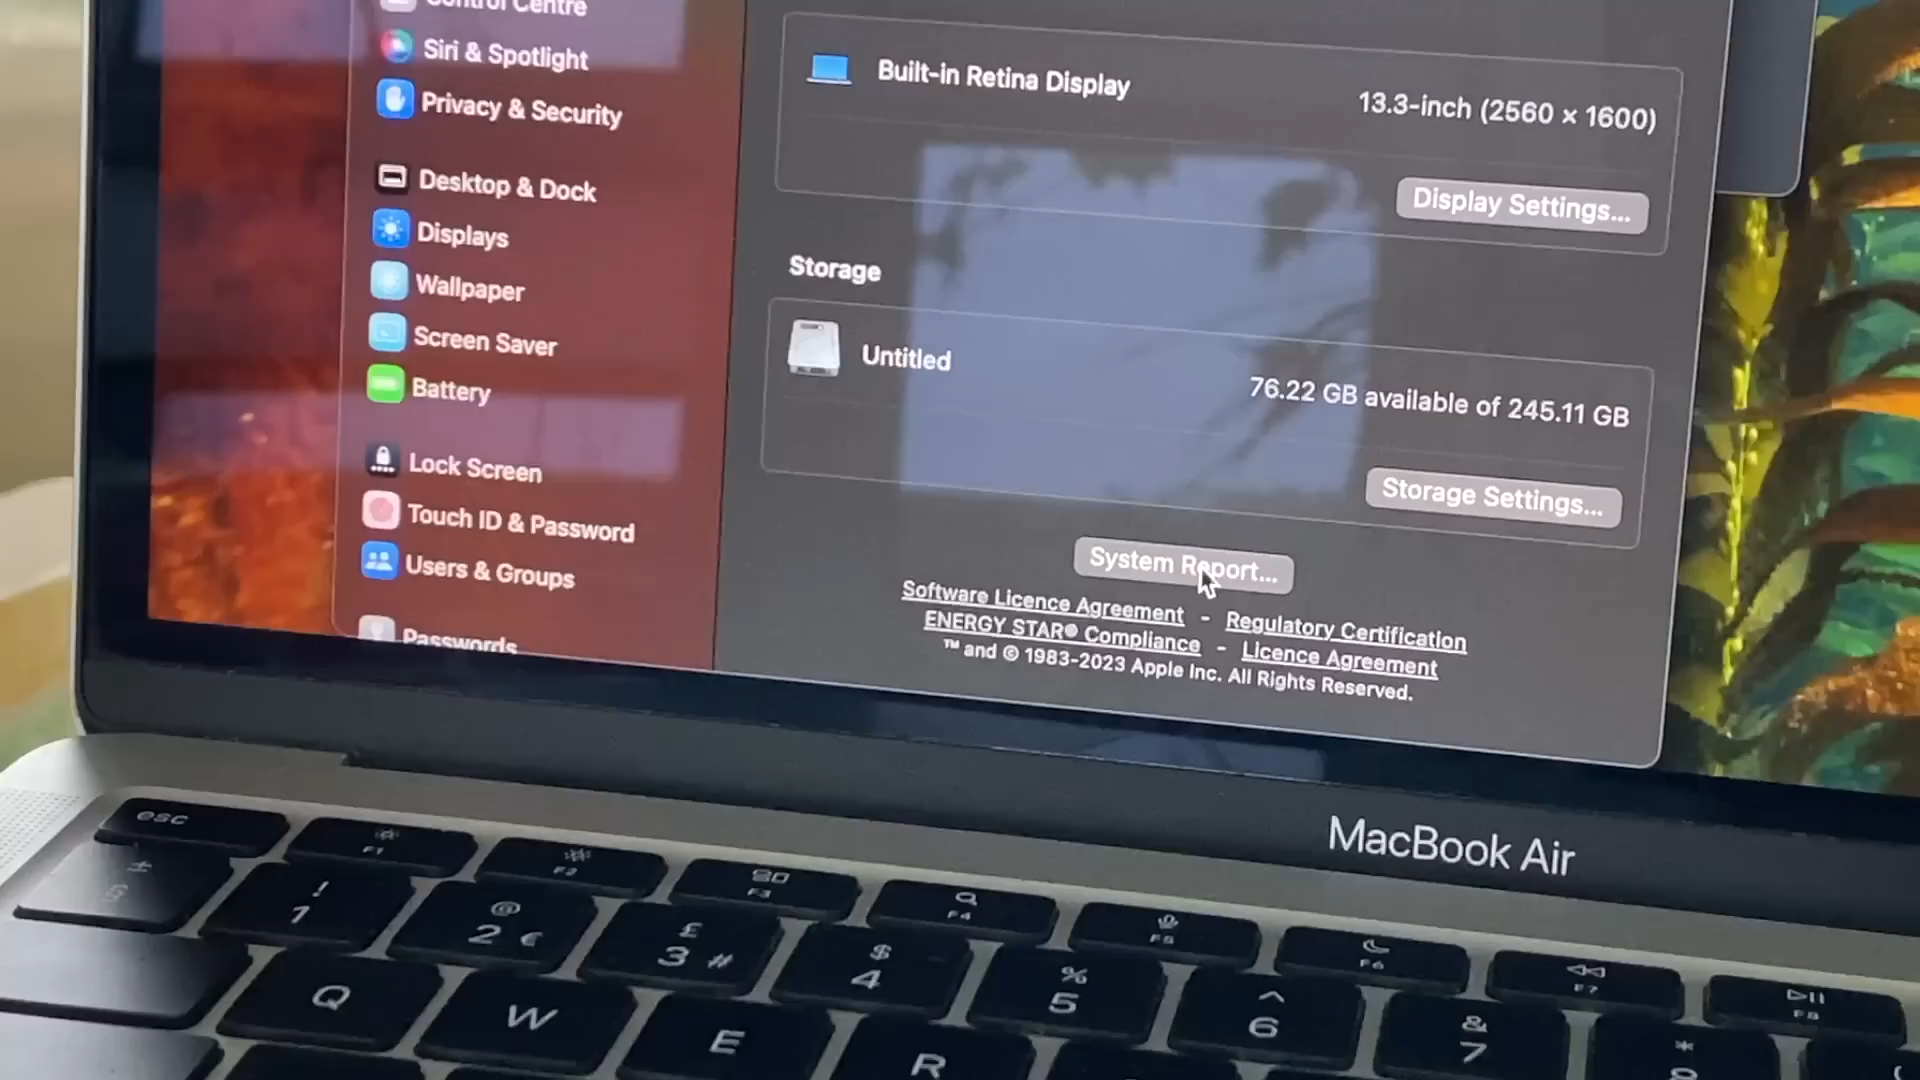 Control Centre
Siri & Spotlight
Privacy & Security
Desktop & Dock
Displays
Wallpaper
Screen Saver
Battery
Lock Screen
Touch ID & Password
Users & Groups
Passwords
Built-in Retina Display
13.3-inch (2560 × 1600)
Display Settings...
Storage
Untitled
76.22 GB available of 245.11 GB
Storage Settings...
System Report...
Software Licence Agreement - Regulatory Certification
ENERGY STAR® Compliance - Licence Agreement
™ and © 1983-2023 Apple Inc. All Rights Reserved.
MacBook Air
esc F1 F2 F3 F4 F5 F6 F7 F8
± ! @ £ $ % ^ & *
§ 1 2 € 3 # 4 5 6 7
Q W E R